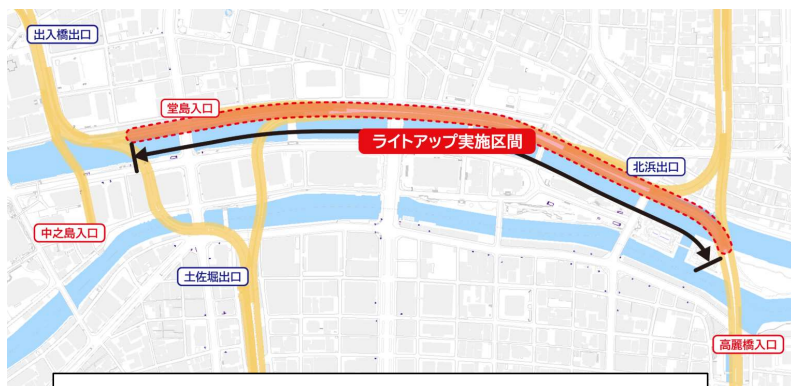 出入橋出口
堂島入口
ライトアップ実施区間
北浜出口
中之島入口
土佐堀出口
高麗橋入口